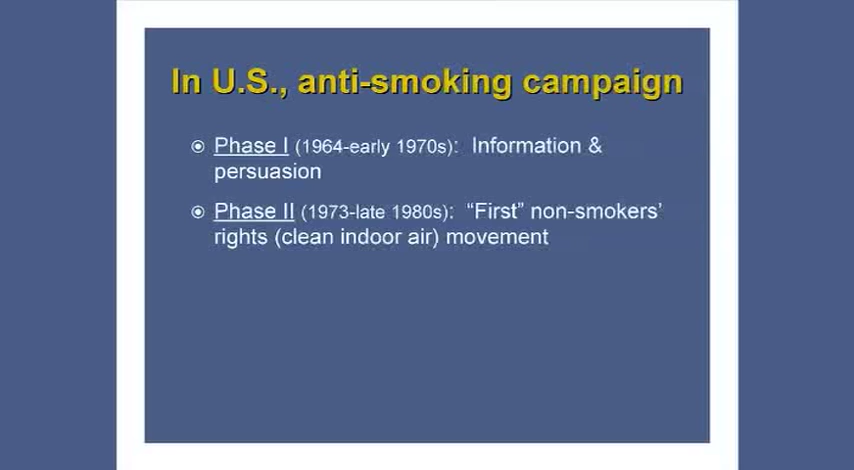 In U.S., anti-smoking campaign
Phase I (1964-early 1970s): Information &
persuasion
Phase II (1973-late 1980s): “First” non-smokers’
rights (clean indoor air) movement